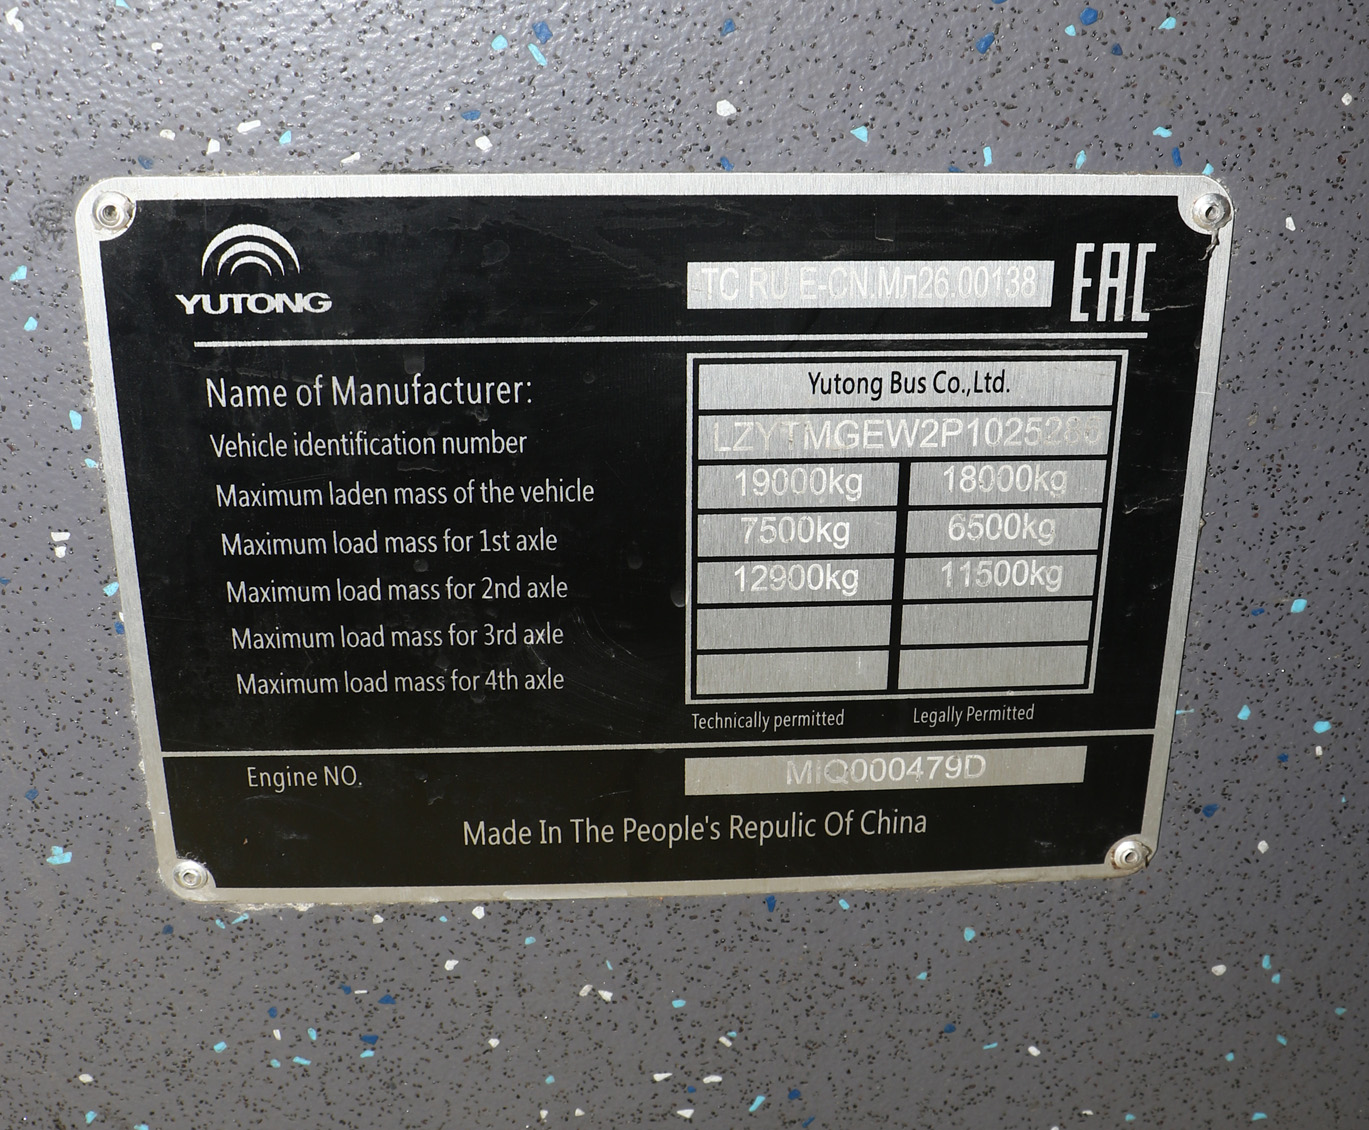 YUTONG
TC RU E-CN.Мл26.00138
EAC
Name of Manufacturer: Yutong Bus Co.,Ltd.
Vehicle identification number
Maximum laden mass of the vehicle 19000kg 18000kg
Maximum load mass for 1st axle 7500kg 6500kg
Maximum load mass for 2nd axle 12900kg 11500kg
Maximum load mass for 3rd axle
Maximum load mass for 4th axle
Technically permitted Legally Permitted
Engine NO. MIQ000479D
Made In The People's Repulic Of China